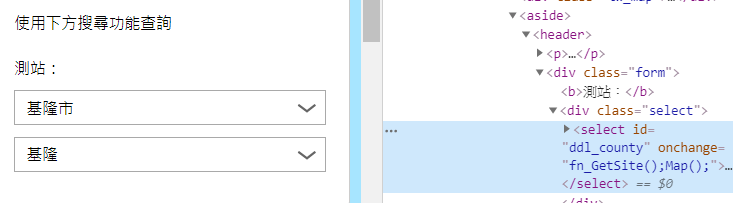 使用下方搜尋功能查詢
測站：
基隆市
基隆
▼<aside>
▼<header>
▶<p>…</p>
▼<div class="form">
<b>測站：</b>
▼<div class="select">
… ▶<select id=
"ddl_county" onchange=
"fn_GetSite();Map();">…
</select> == $0
</div>